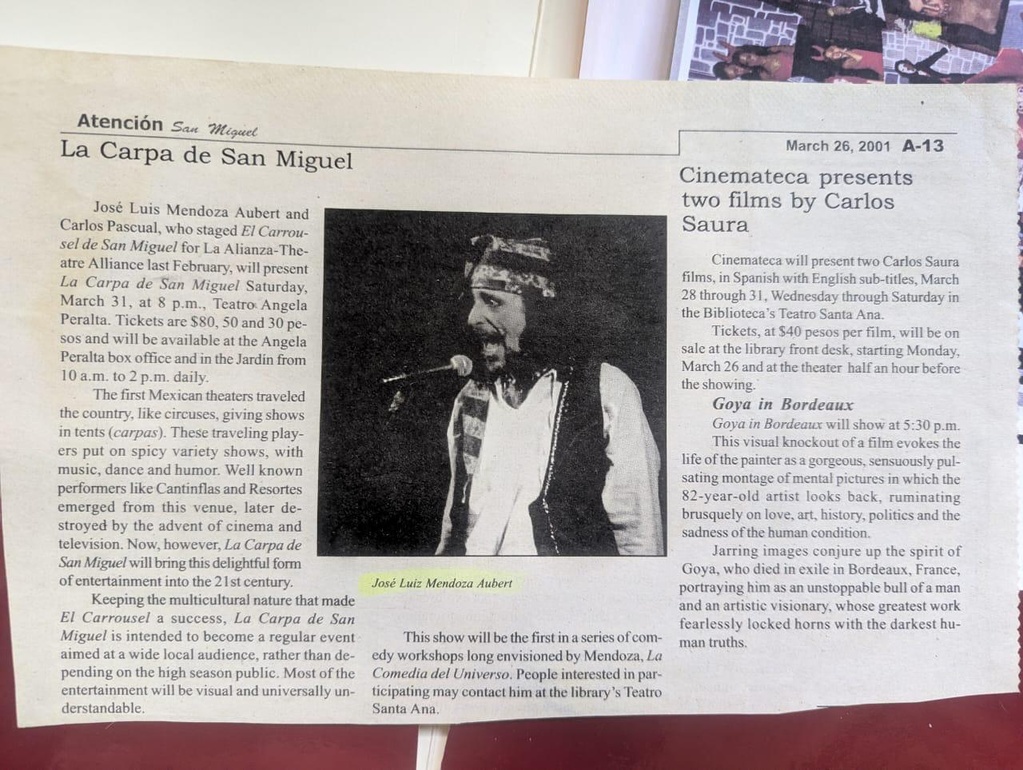 Atención San Miguel
March 26, 2001 A-13
La Carpa de San Miguel
José Luis Mendoza Aubert and
Carlos Pascual, who staged El Carrou-
sel de San Miguel for La Alianza-The-
atre Alliance last February, will present
La Carpa de San Miguel Saturday,
March 31, at 8 p.m., Teatro Angela
Peralta. Tickets are $80, 50 and 30 pe-
sos and will be available at the Angela
Peralta box office and in the Jardin from
10 a.m. to 2 p.m. daily.
The first Mexican theaters traveled
the country, like circuses, giving shows
in tents (carpas). These traveling play-
ers put on spicy variety shows, with
music, dance and humor. Well known
performers like Cantinflas and Resortes
emerged from this venue, later de-
stroyed by the advent of cinema and
television. Now, however, La Carpa de
San Miguel will bring this delightful form
of entertainment into the 21st century.
Keeping the multicultural nature that made
El Carrousel a success, La Carpa de San
Miguel is intended to become a regular event
aimed at a wide local audience, rather than de-
pending on the high season public. Most of the
entertainment will be visual and universally un-
derstandable.
José Luiz Mendoza Aubert
This show will be the first in a series of com-
edy workshops long envisioned by Mendoza, La
Comedia del Universo. People interested in par-
ticipating may contact him at the library's Teatro
Santa Ana.
Cinemateca presents
two films by Carlos
Saura
Cinemateca will present two Carlos Saura
films, in Spanish with English sub-titles, March
28 through 31, Wednesday through Saturday in
the Biblioteca's Teatro Santa Ana.
Tickets, at $40 pesos per film, will be on
sale at the library front desk, starting Monday,
March 26 and at the theater half an hour before
the showing.
Goya in Bordeaux
Goya in Bordeaux will show at 5:30 p.m.
This visual knockout of a film evokes the
life of the painter as a gorgeous, sensuously pul-
sating montage of mental pictures in which the
82-year-old artist looks back, ruminating
brusquely on love, art, history, politics and the
sadness of the human condition.
Jarring images conjure up the spirit of
Goya, who died in exile in Bordeaux, France,
portraying him as an unstoppable bull of a man
and an artistic visionary, whose greatest work
fearlessly locked horns with the darkest hu-
man truths.